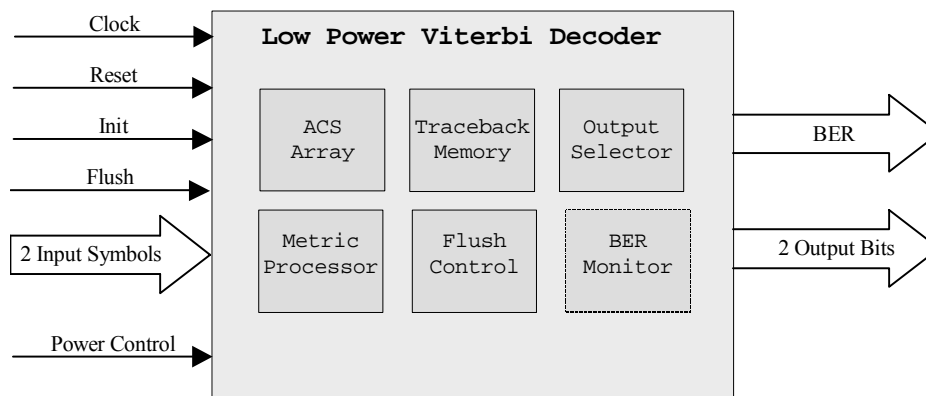 Low Power Viterbi Decoder
Clock
Reset
Init
Flush
2 Input Symbols
Power Control
ACS
Array
Traceback
Memory
Output
Selector
Metric
Processor
Flush
Control
BER
Monitor
BER
2 Output Bits